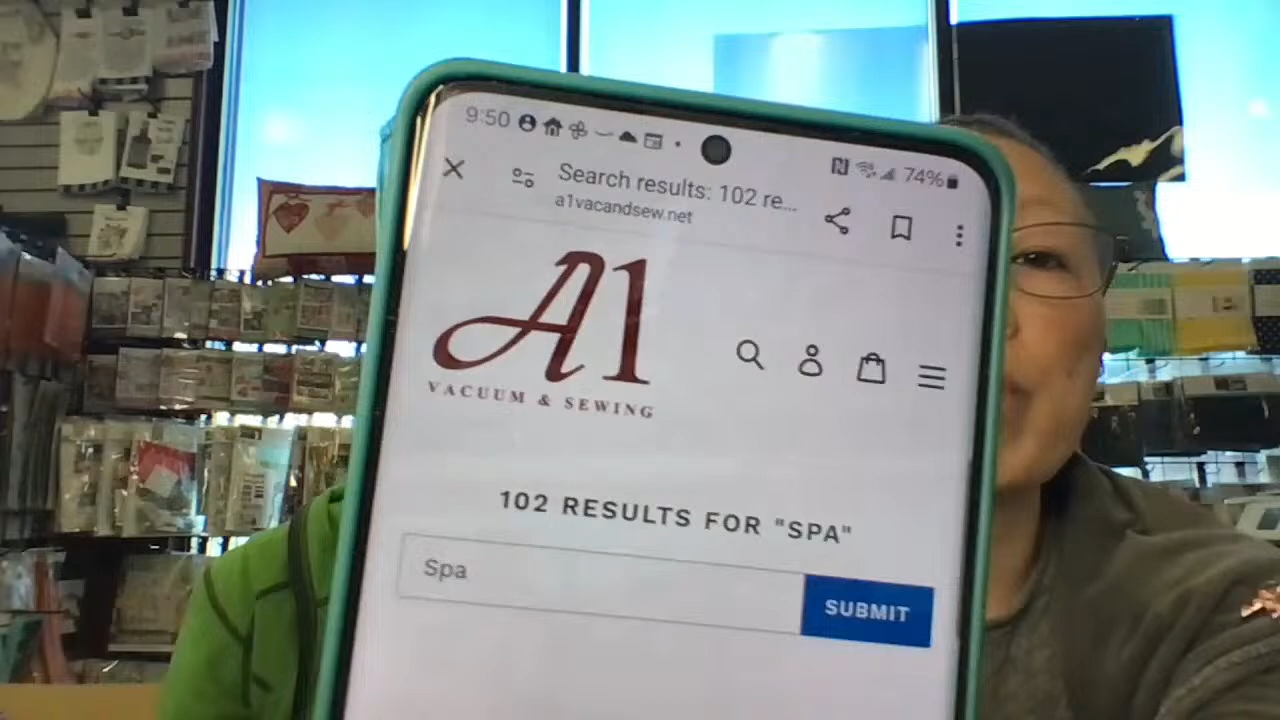 9:50
74%
Search results: 102 re...
a1vacandsew.net
A1
VACUUM & SEWING
102 RESULTS FOR "SPA"
Spa
SUBMIT